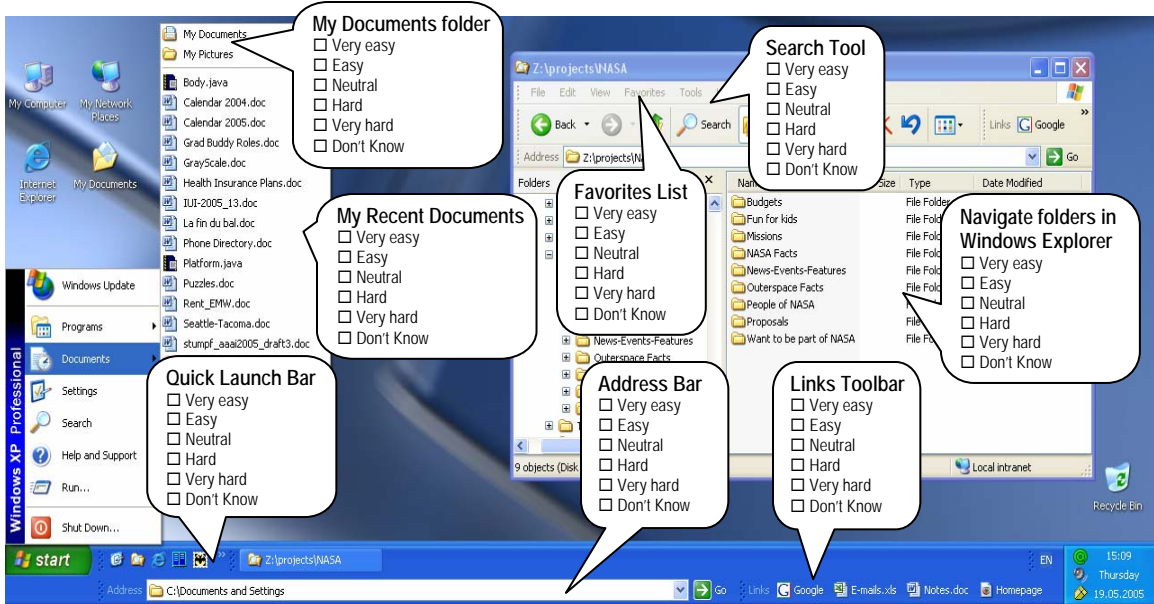 My Documents
My Pictures
Body.java
Calendar 2004.doc
Calendar 2005.doc
Grad Buddy Roles.doc
GrayScale.doc
Health Insurance Plans.doc
IUI-2005_13.doc
La fin du bal.doc
Phone Directory.doc
Platform.java
Puzzles.doc
Rent_EMW.doc
Seattle-Tacoma.doc
stumpf_aaai2005_draft3.doc
My Documents folder
☐ Very easy
☐ Easy
☐ Neutral
☐ Hard
☐ Very hard
☐ Don't Know
My Computer
My Network Places
Internet Explorer
My Documents
My Recent Documents
☐ Very easy
☐ Easy
☐ Neutral
☐ Hard
☐ Very hard
☐ Don't Know
Z:\projects\NASA
File Edit View Favorites Tools
Back
Search
Links Google »
Address Z:\projects\
Go
Folders
X
Size Type Date Modified
Search Tool
☐ Very easy
☐ Easy
☐ Neutral
☐ Hard
☐ Very hard
☐ Don't Know
Favorites List
☐ Very easy
☐ Easy
☐ Neutral
☐ Hard
☐ Very hard
☐ Don't Know
Budgets File Folder
Fun for kids
Missions File
NASA Facts File
News-Events-Features File
Outerspace Facts File
People of NASA
Proposals File
Want to be part of NASA File
Navigate folders in
Windows Explorer
☐ Very easy
☐ Easy
☐ Neutral
☐ Hard
☐ Very hard
☐ Don't Know
News-Events-Features
Outerspace Facts
9 objects (Disk
Local intranet
Windows XP Professional
Windows Update
Programs
Documents
Settings
Search
Help and Support
Run...
Shut Down...
Quick Launch Bar
☐ Very easy
☐ Easy
☐ Neutral
☐ Hard
☐ Very hard
☐ Don't Know
Address Bar
☐ Very easy
☐ Easy
☐ Neutral
☐ Hard
☐ Very hard
☐ Don't Know
Links Toolbar
☐ Very easy
☐ Easy
☐ Neutral
☐ Hard
☐ Very hard
☐ Don't Know
Recycle Bin
start
»
Z:\projects\NASA
EN
15:09
Thursday
19.05.2005
Address C:\Documents and Settings
Go
Links Google E-mails.xls Notes.doc Homepage